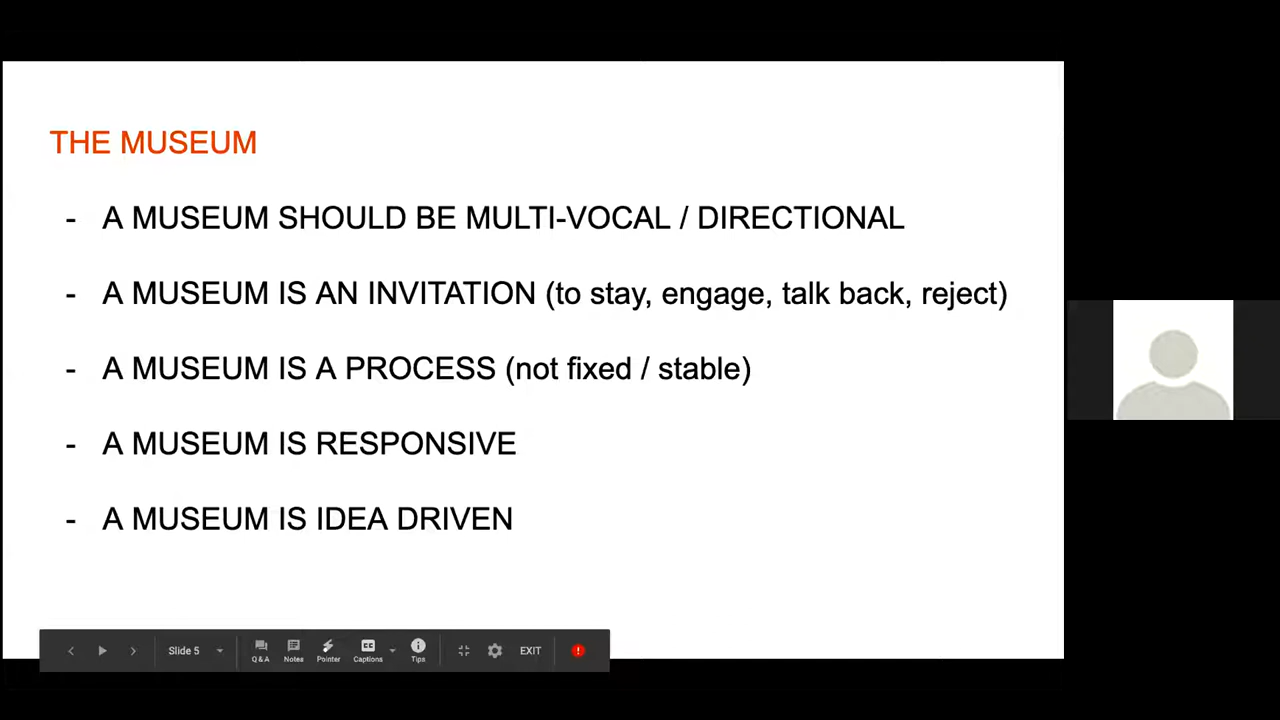 THE MUSEUM
- A MUSEUM SHOULD BE MULTI-VOCAL / DIRECTIONAL
- A MUSEUM IS AN INVITATION (to stay, engage, talk back, reject)
- A MUSEUM IS A PROCESS (not fixed / stable)
- A MUSEUM IS RESPONSIVE
- A MUSEUM IS IDEA DRIVEN
Slide 5 Q&A Notes Pointer CC Captions Tips EXIT